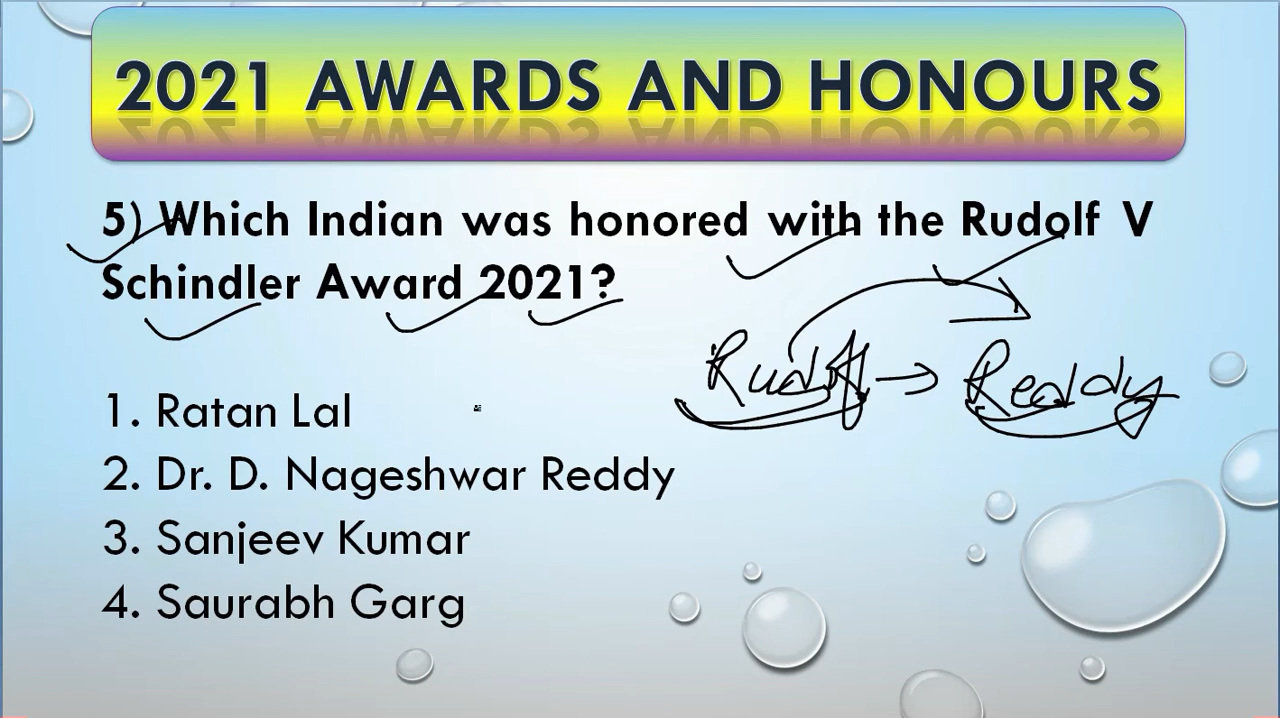 2021 AWARDS AND HONOURS
5) Which Indian was honored with the Rudolf V
Schindler Award 2021?
Rudolf → Reddy
1. Ratan Lal
2. Dr. D. Nageshwar Reddy
3. Sanjeev Kumar
4. Saurabh Garg